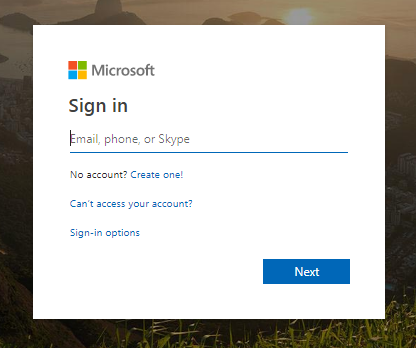 Microsoft
Sign in
Email, phone, or Skype
No account? Create one!
Can't access your account?
Sign-in options
Next